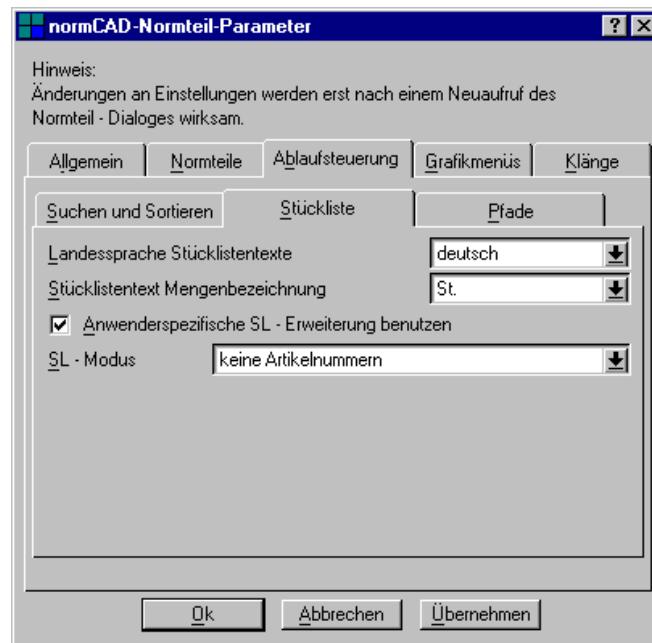 normCAD-Normteil-Parameter
Hinweis:
Änderungen an Einstellungen werden erst nach einem Neuaufruf des
Normteil - Dialoges wirksam.
Allgemein Normteile Ablaufsteuerung Grafikmenüs Klänge
Suchen und Sortieren Stückliste Pfade
Landessprache Stücklistentexte deutsch
Stücklistentext Mengenbezeichnung St.
Anwenderspezifische SL - Erweiterung benutzen
SL - Modus keine Artikelnummern
Ok Abbrechen Übernehmen